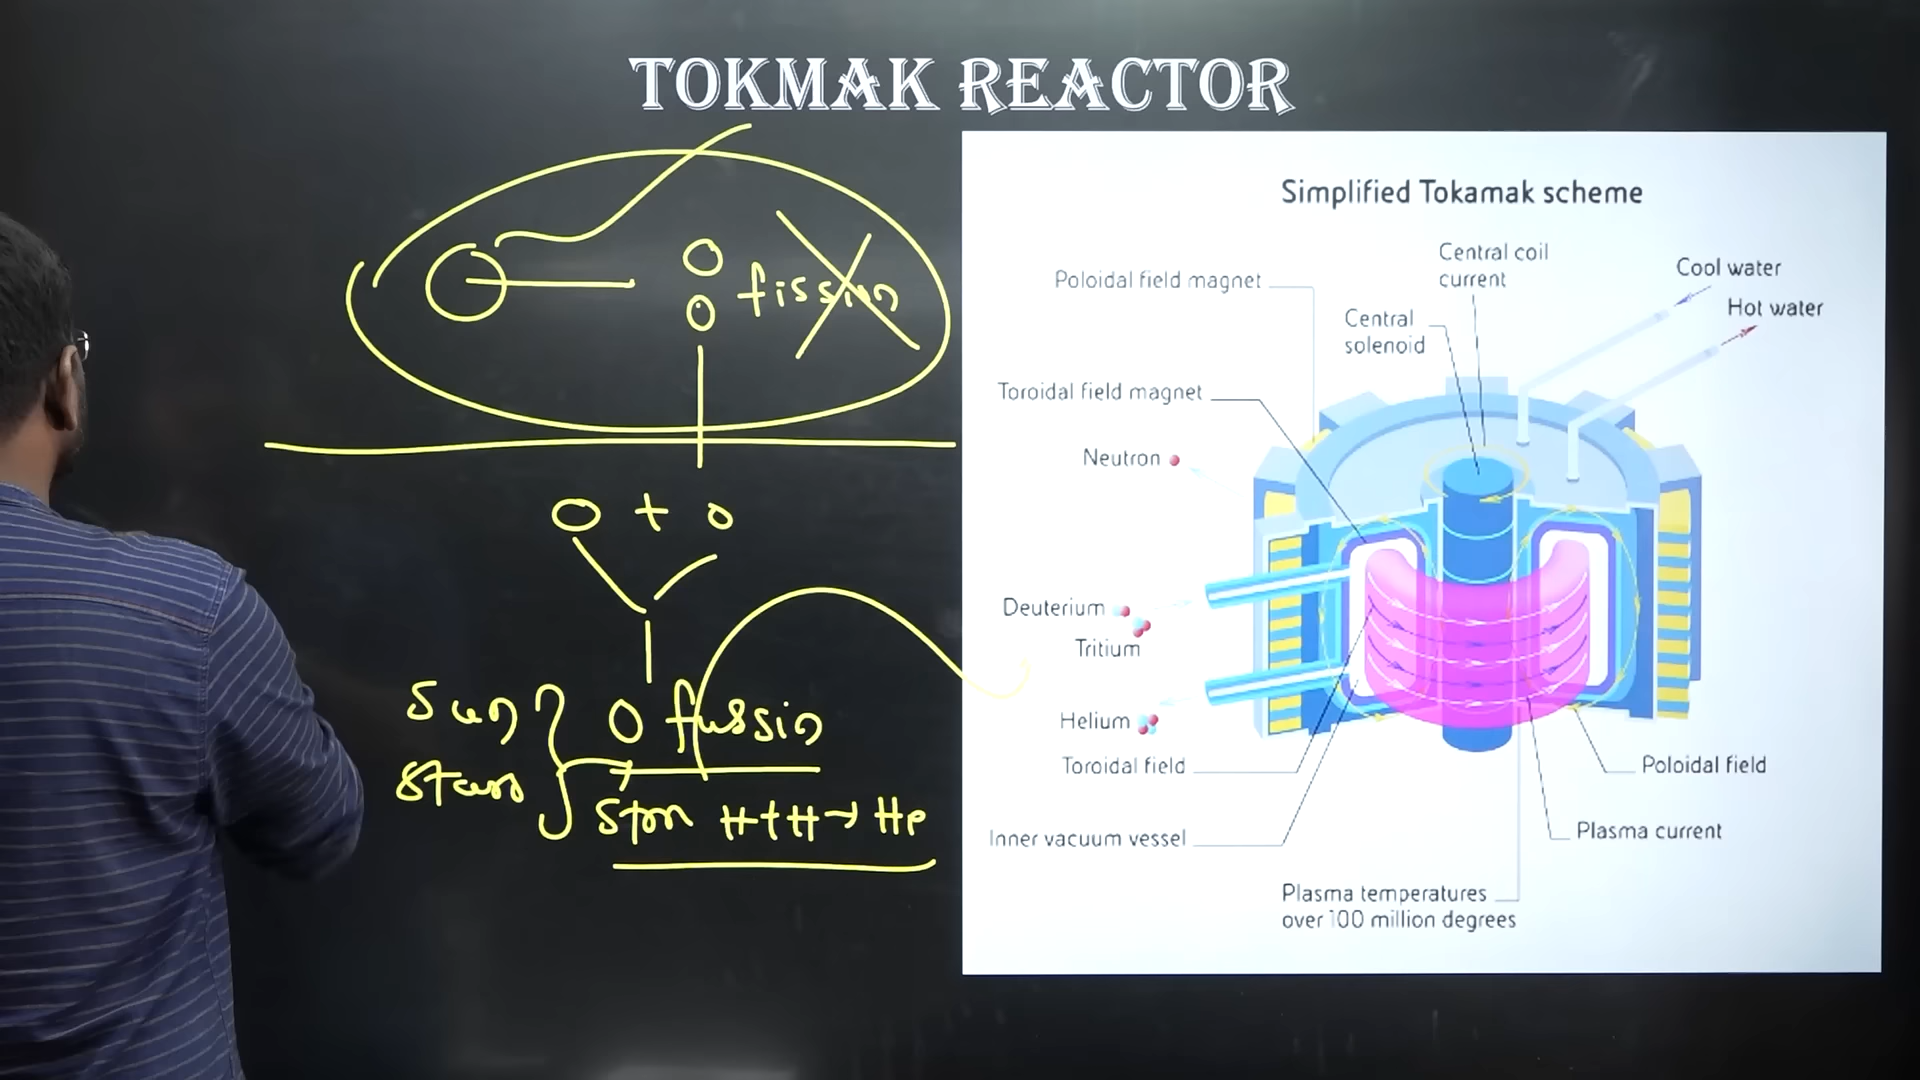 TOKMAK REACTOR
fission
O + O
Sun
O fussin
Stars
H + H → He
Simplified Tokamak scheme
Central coil
current
Poloidal field magnet
Cool water
Hot water
Central
solenoid
Toroidal field magnet
Neutron
Deuterium
Tritium
Helium
Toroidal field
Poloidal field
Inner vacuum vessel
Plasma current
Plasma temperatures
over 100 million degrees